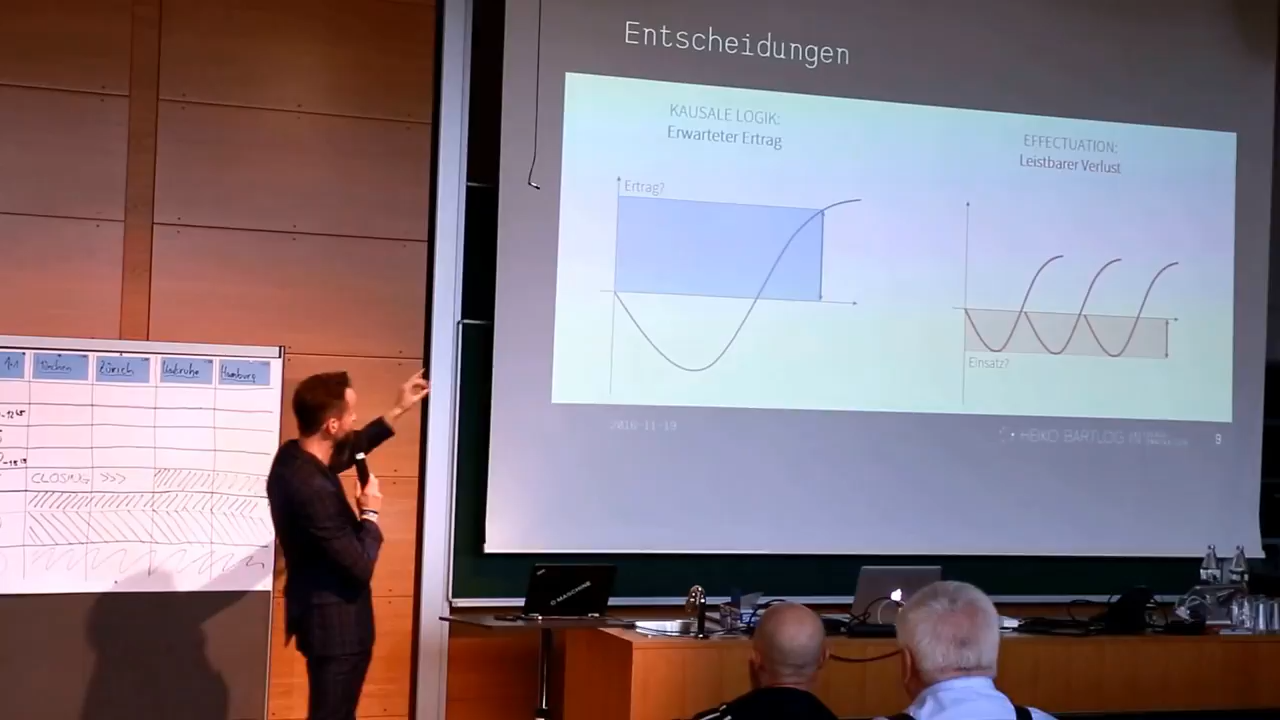 Entscheidungen
KAUSALE LOGIK:
Erwarteter Ertrag
Ertrag?
EFFECTUATION:
Leistbarer Verlust
Einsatz?
2016-11-19
HEIKO BARTLOG
9
Zürich
Karlsruhe
Hamburg
CLOSING >>>
MASCHINE